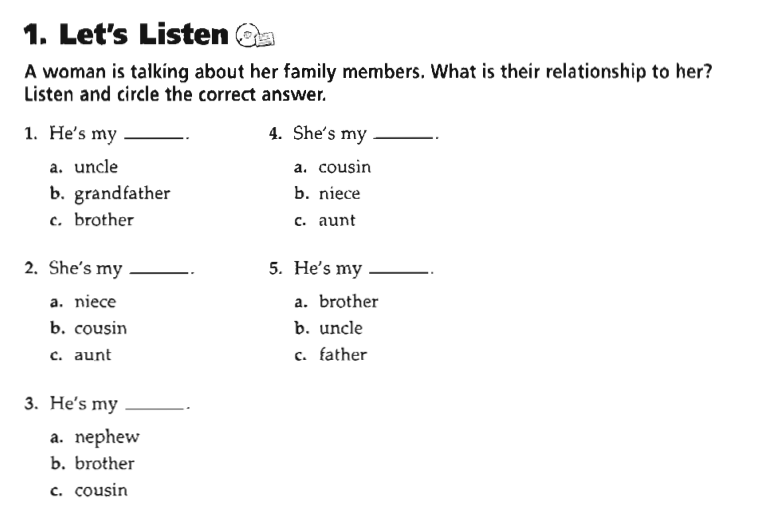 1. Let's Listen
A woman is talking about her family members. What is their relationship to her?
Listen and circle the correct answer.
1. He's my ______.
a. uncle
b. grandfather
c. brother
2. She's my ______.
a. niece
b. cousin
c. aunt
3. He's my ______.
a. nephew
b. brother
c. cousin
4. She's my ______.
a. cousin
b. niece
c. aunt
5. He's my ______.
a. brother
b. uncle
c. father